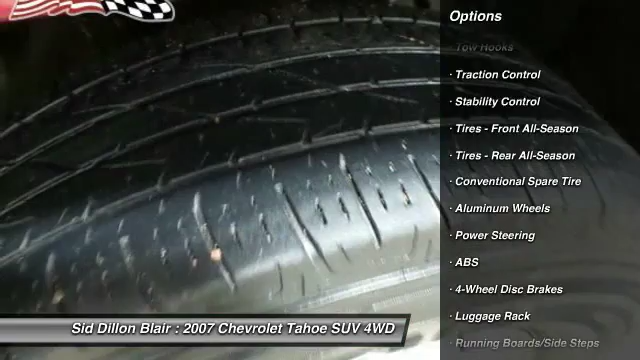 Options
· Tow Hooks
· Traction Control
· Stability Control
· Tires - Front All-Season
· Tires - Rear All-Season
· Conventional Spare Tire
· Aluminum Wheels
· Power Steering
· ABS
· 4-Wheel Disc Brakes
· Luggage Rack
· Running Boards/Side Steps
Sid Dillon Blair : 2007 Chevrolet Tahoe SUV 4WD